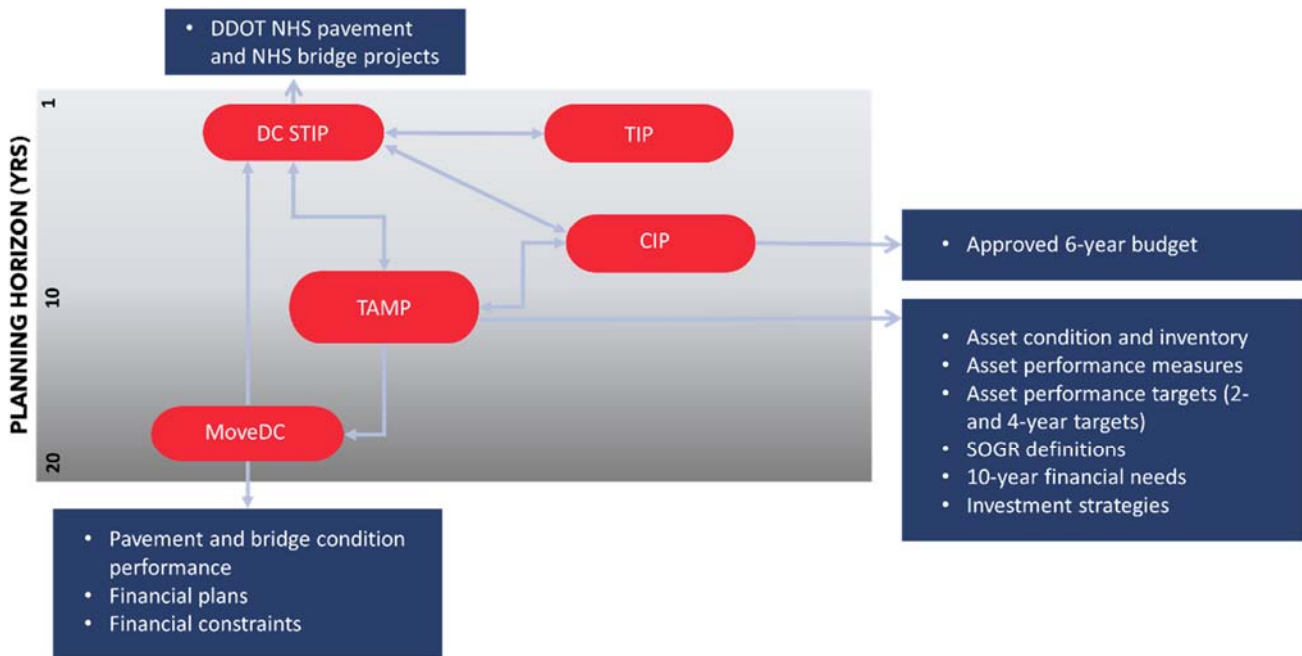 • DDOT NHS pavement
and NHS bridge projects
PLANNING HORIZON (YRS)
1
DC STIP
TIP
CIP
• Approved 6-year budget
10
TAMP
• Asset condition and inventory
• Asset performance measures
• Asset performance targets (2-
and 4-year targets)
• SOGR definitions
• 10-year financial needs
• Investment strategies
MoveDC
20
• Pavement and bridge condition
performance
• Financial plans
• Financial constraints